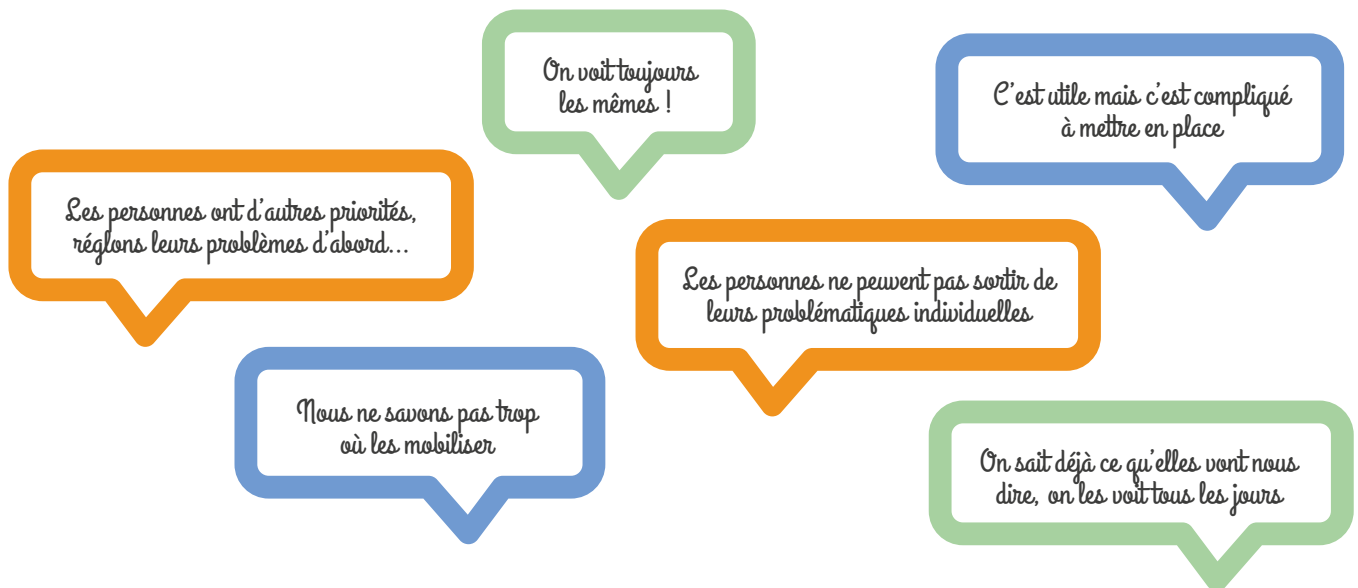 On voit toujours
les mêmes !
C'est utile mais c'est compliqué
à mettre en place
Les personnes ont d'autres priorités,
réglons leurs problèmes d'abord...
Les personnes ne peuvent pas sortir de
leurs problématiques individuelles
Nous ne savons pas trop
où les mobiliser
On sait déjà ce qu'elles vont nous
dire, on les voit tous les jours